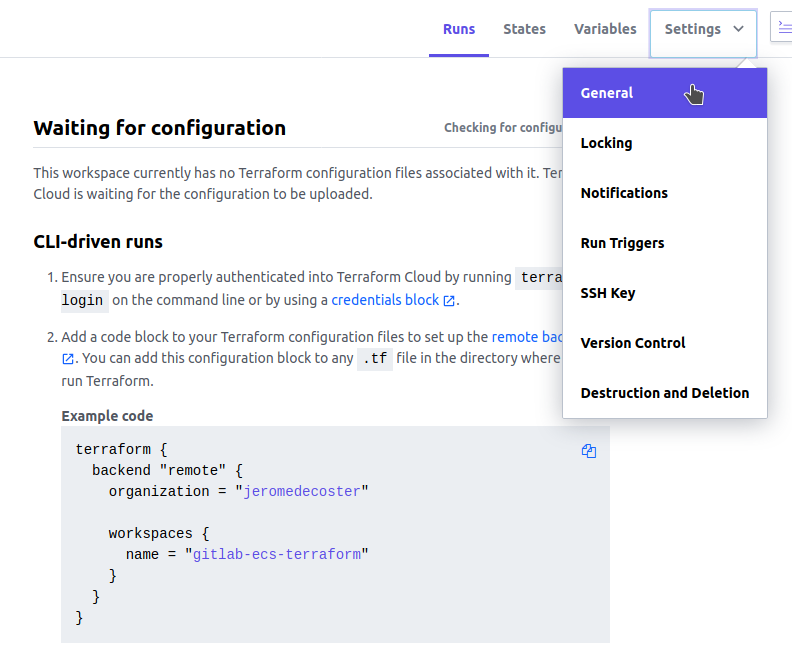 Runs States Variables Settings
General
Locking
Notifications
Run Triggers
SSH Key
Version Control
Destruction and Deletion
Waiting for configuration
Checking for
This workspace currently has no Terraform configuration files associated with it.
Cloud is waiting for the configuration to be uploaded.
CLI-driven runs
1. Ensure you are properly authenticated into Terraform Cloud by running
login on the command line or by using a credentials block .
2. Add a code block to your Terraform configuration files to set up the remote
. You can add this configuration block to any .tf file in the directory where
run Terraform.
Example code
terraform {
backend "remote" {
organization = "jeromedecoster"
workspaces {
name = "gitlab-ecs-terraform"
}
}
}